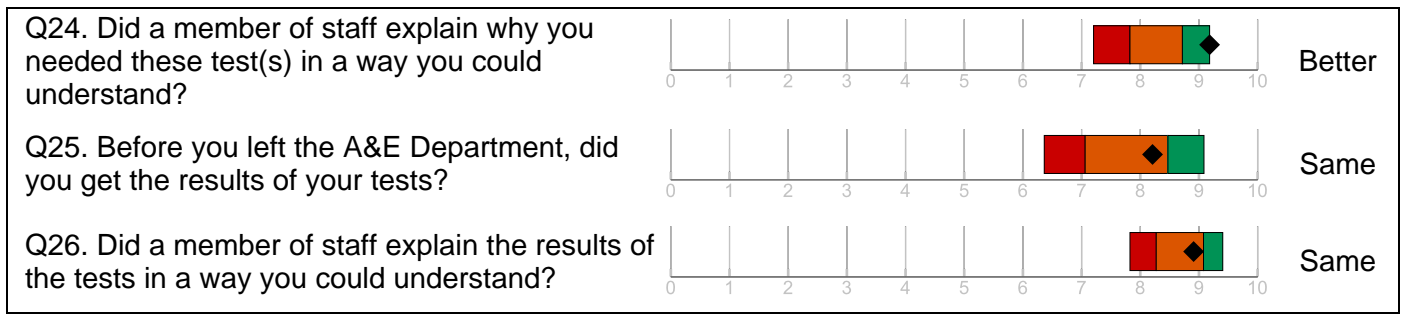 Q24. Did a member of staff explain why you
needed these test(s) in a way you could
understand?
0 1 2 3 4 5 6 7 8 9 10
Better
Q25. Before you left the A&E Department, did
you get the results of your tests?
0 1 2 3 4 5 6 7 8 9 10
Same
Q26. Did a member of staff explain the results of
the tests in a way you could understand?
0 1 2 3 4 5 6 7 8 9 10
Same